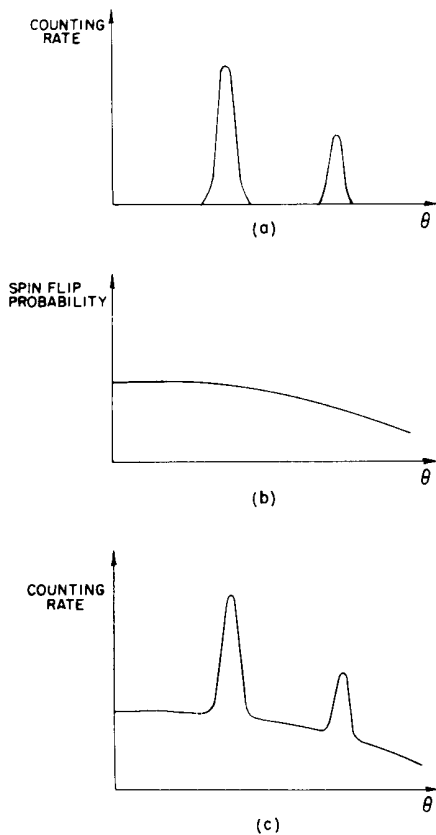 COUNTING
RATE
θ
(a)
SPIN FLIP
PROBABILITY
θ
(b)
COUNTING
RATE
θ
(c)